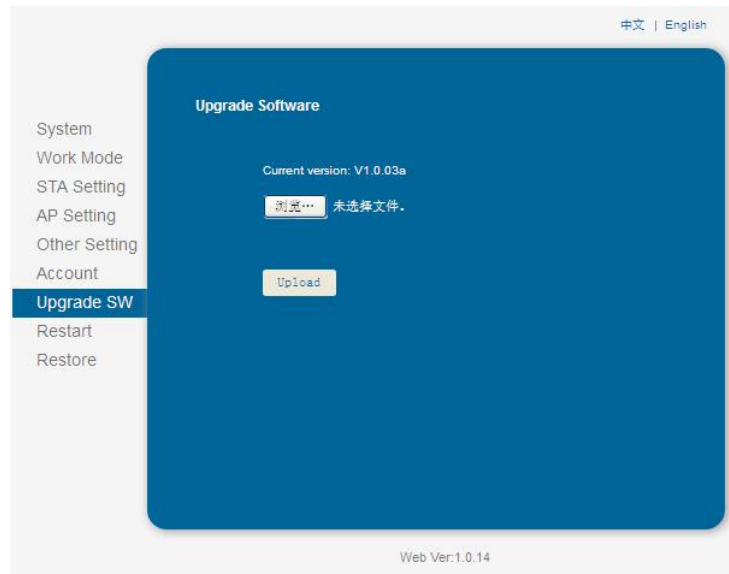 中文 | English
Upgrade Software
System
Work Mode
STA Setting
AP Setting
Other Setting
Account
Upgrade SW
Restart
Restore
Current version: V1.0.03a
浏览… 未选择文件.
Upload
Web Ver:1.0.14